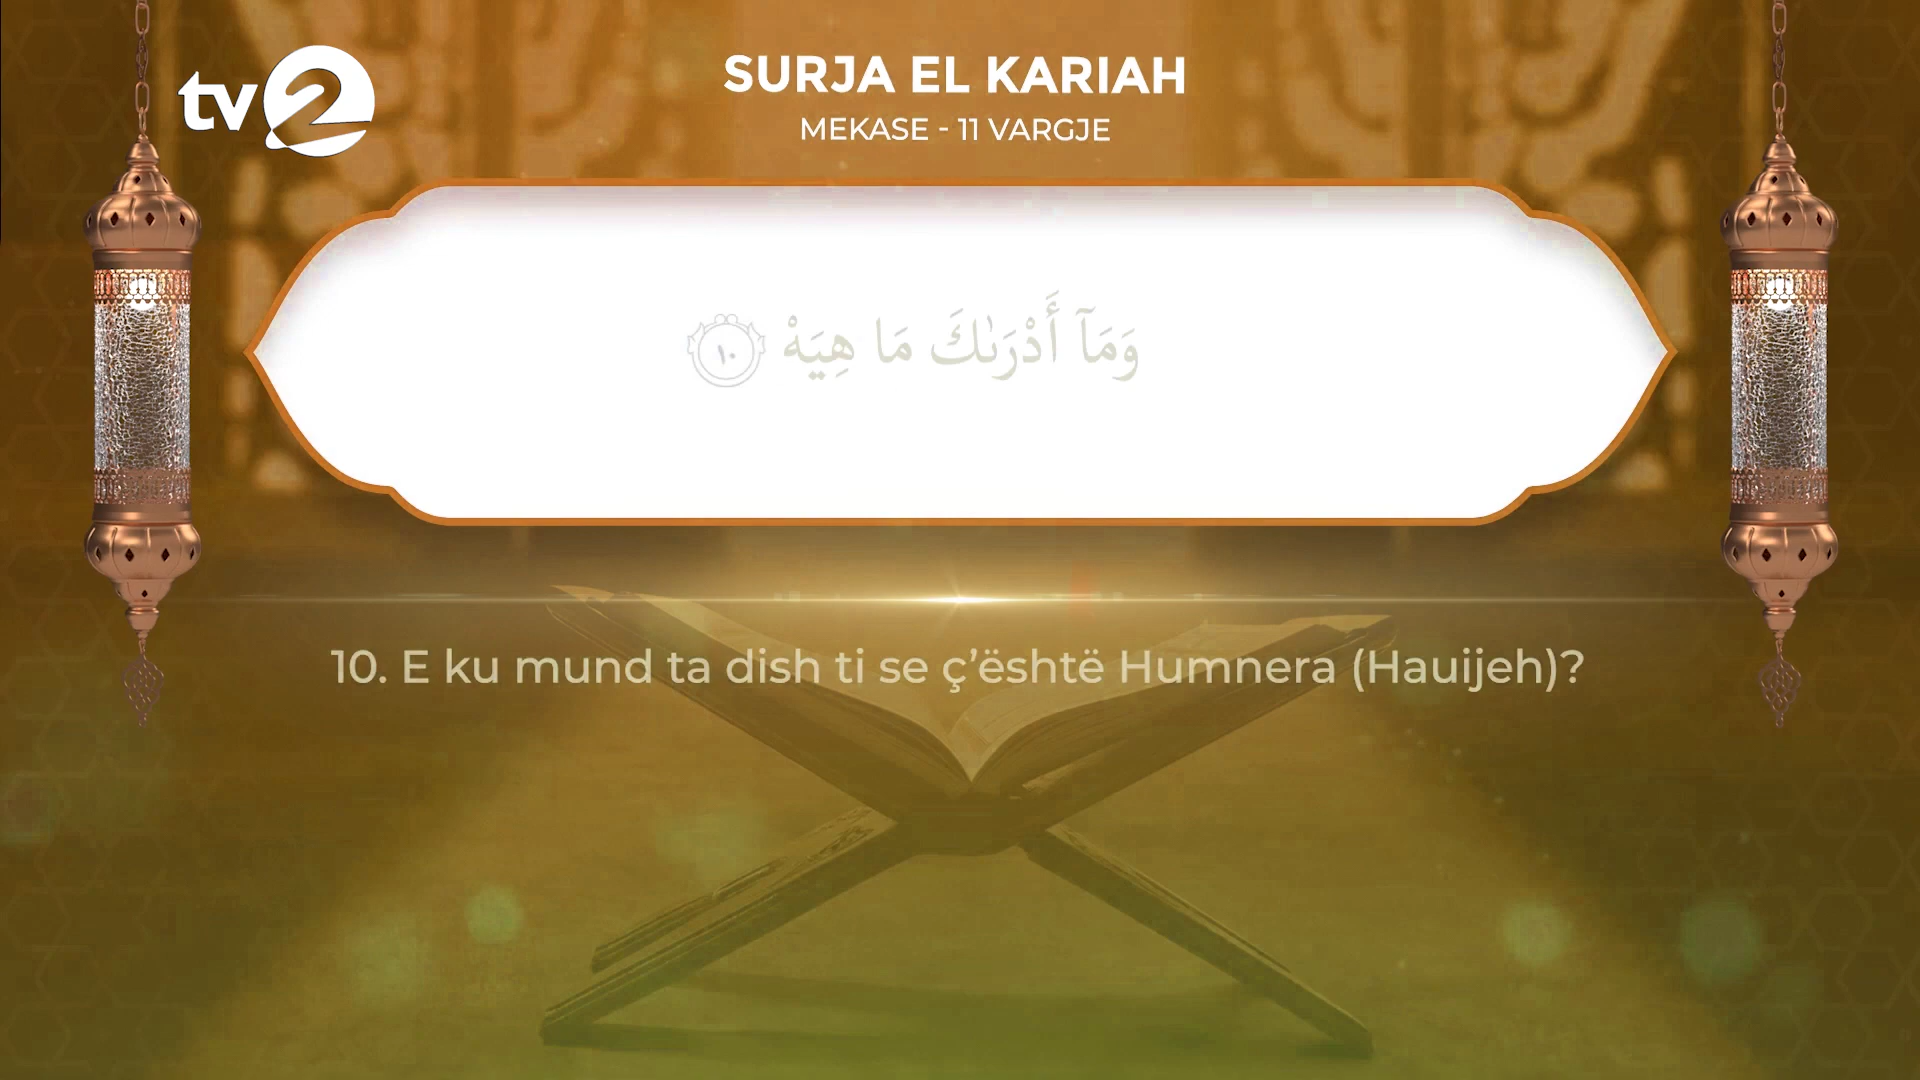 tv2
SURJA EL KARIAH
MEKASE - 11 VARGJE
وَمَآ أَدْرَىٰكَ مَا هِيَهْ ١٠
10. E ku mund ta dish ti se ç’është Humnera (Hauijeh)?